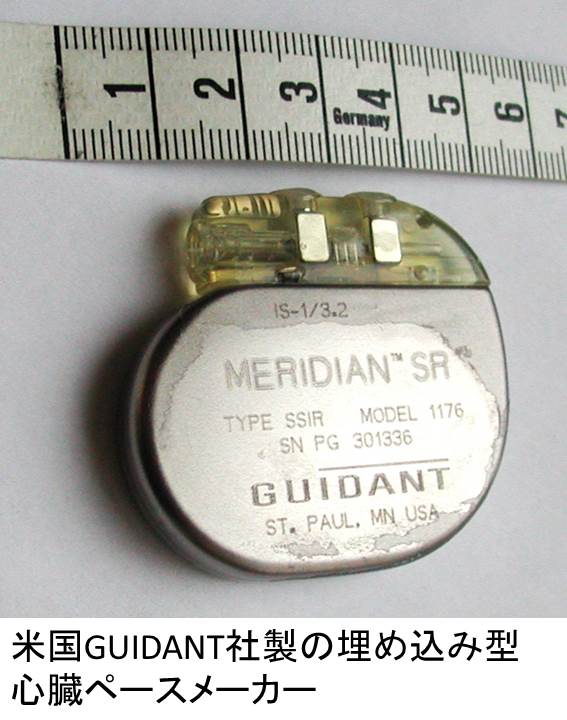 1 2 3 4 5 6 7
Germany
IS-1/3.2
MERIDIAN™ SR
TYPE SSIR MODEL 1176
SN PG 301336
GUIDANT
ST. PAUL, MN USA
米国GUIDANT社製の埋め込み型
心臓ペースメーカー